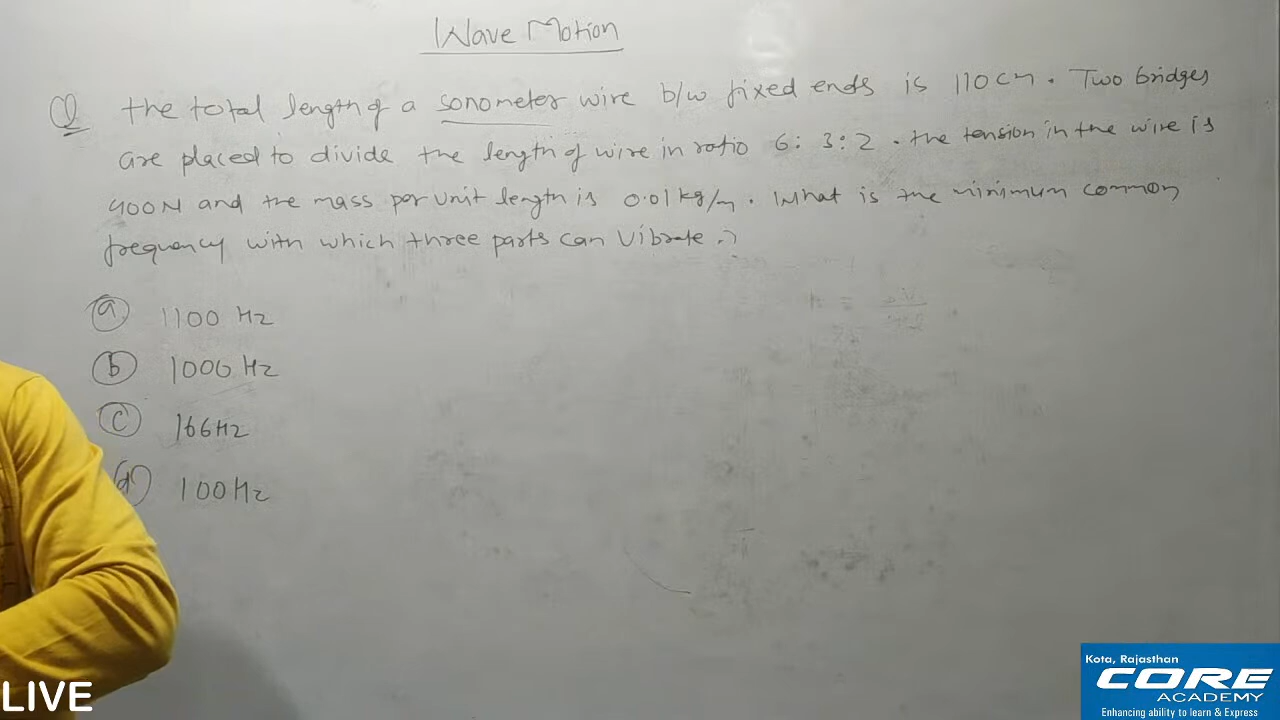 Wave Motion
Q the total length of a sonometer wire b/w fixed ends is 110 cm. Two bridges
are placed to divide the length of wire in ratio 6: 3: 2. the tension in the wire is
400N and the mass per unit length is 0.01 kg/m. What is the minimum common
frequency with which three parts can Vibrate.?
a 1100 Hz
b 1000 Hz
c 166Hz
d 100Hz
LIVE
Kota, Rajasthan
CORE
ACADEMY
Enhancing ability to learn & Express